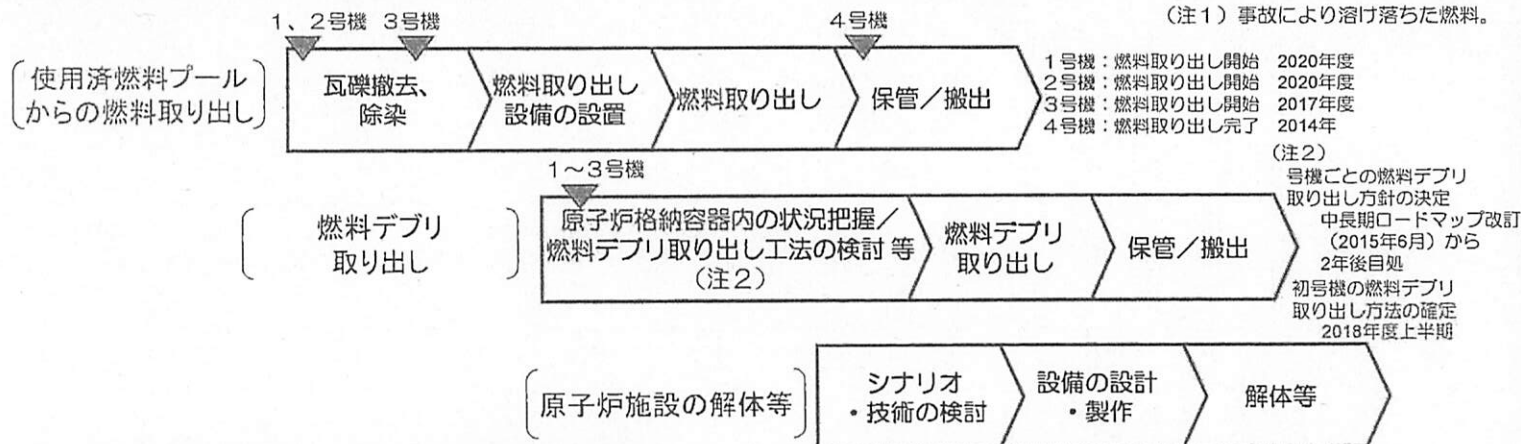 (注1)事故により溶け落ちた燃料。
1、2号機 3号機 4号機
使用済燃料プール
からの燃料取り出し
瓦礫撤去、
除染
燃料取り出し
設備の設置
燃料取り出し
保管/搬出
1号機:燃料取り出し開始 2020年度
2号機:燃料取り出し開始 2020年度
3号機:燃料取り出し開始 2017年度
4号機:燃料取り出し完了 2014年
1~3号機
燃料デブリ
取り出し
原子炉格納容器内の状況把握/
燃料デブリ取り出し工法の検討 等
(注2)
燃料デブリ
取り出し
保管/搬出
(注2)
号機ごとの燃料デブリ
取り出し方針の決定
中長期ロードマップ改訂
(2015年6月)から
2年後目処
初号機の燃料デブリ
取り出し方法の確定
2018年度上半期
原子炉施設の解体等
シナリオ
・技術の検討
設備の設計
・製作
解体等